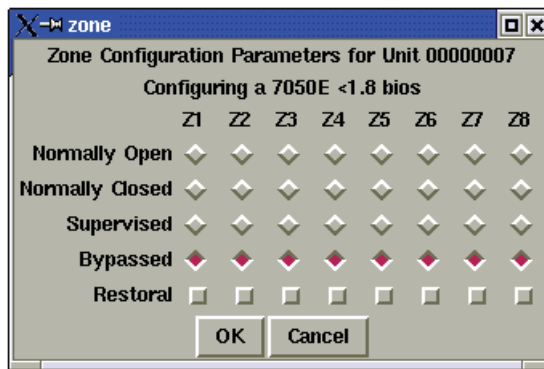 zone
Zone Configuration Parameters for Unit 00000007
Configuring a 7050E <1.8 bios
Z1 Z2 Z3 Z4 Z5 Z6 Z7 Z8
Normally Open
Normally Closed
Supervised
Bypassed
Restoral
OK Cancel